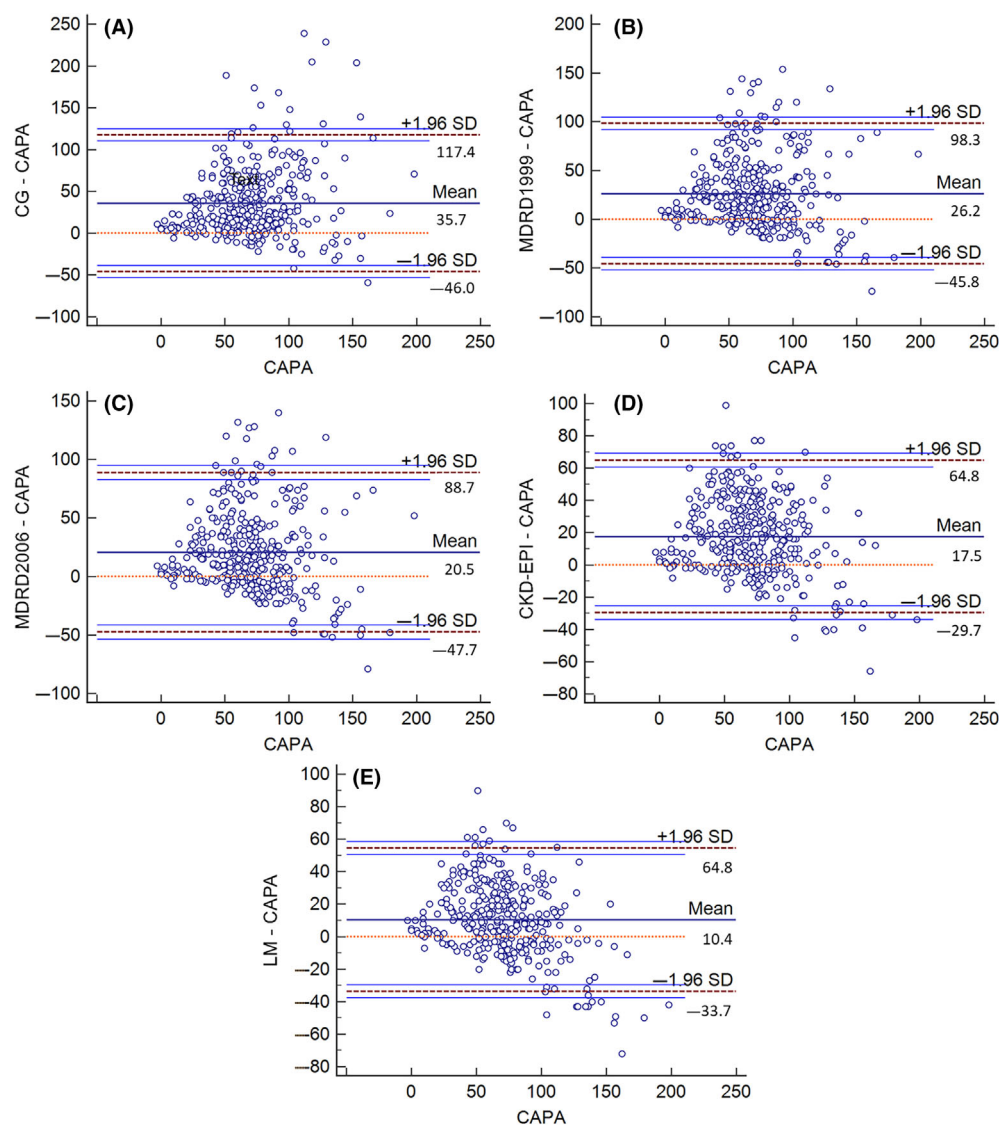 (A)
250
200
150
100
50
0
—50
—100
CG - CAPA
Text
+1.96 SD
117.4
Mean
35.7
—1.96 SD
—46.0
0 50 100 150 200 250
CAPA
(B)
200
150
100
50
0
—50
—100
MDRD1999 - CAPA
+1.96 SD
98.3
Mean
26.2
—1.96 SD
—45.8
0 50 100 150 200 250
CAPA
(C)
150
100
50
0
—50
—100
MDRD2006 - CAPA
+1.96 SD
88.7
Mean
20.5
—1.96 SD
—47.7
0 50 100 150 200 250
CAPA
(D)
100
80
60
40
20
0
—20
—40
—60
—80
CKD-EPI - CAPA
+1.96 SD
64.8
Mean
17.5
—1.96 SD
—29.7
0 50 100 150 200 250
CAPA
(E)
100
80
60
40
20
0
—20
—40
—60
—80
LM - CAPA
+1.96 SD
64.8
Mean
10.4
—1.96 SD
—33.7
0 50 100 150 200 250
CAPA